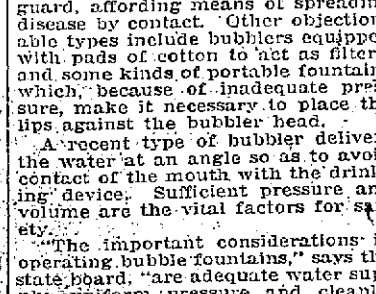 guard, affording means of spreadin
disease by contact. Other objection
able types include bubblers equippe
with pads of cotton to act as filter
and some kinds of portable fountain
which, because of inadequate pres
sure, make it necessary to place th
lips against the bubbler head.
A recent type of bubbler deliver
the water at an angle so as to avoi
contact of the mouth with the drink
ing device. Sufficient pressure an
volume are the vital factors for sa
ety.
"The important considerations i
operating bubble fountains," says th
state board, "are adequate water sup
pressure and